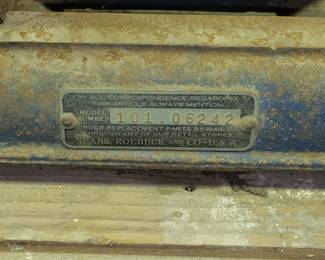 IN ALL CORRESPONDENCE REGARDING
THIS ARTICLE ALWAYS MENTION
MODEL
NUMBER 101.06242
ORDER REPLACEMENT PARTS BY MAIL OR
THROUGH ANY OF OUR RETAIL STORES
SEARS, ROEBUCK AND CO.-U.S.A.